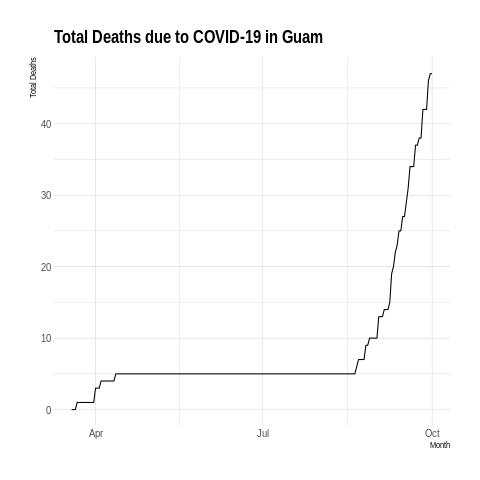 Total Deaths due to COVID-19 in Guam
Total Deaths
40
30
20
10
0
Apr
Jul
Oct
Month